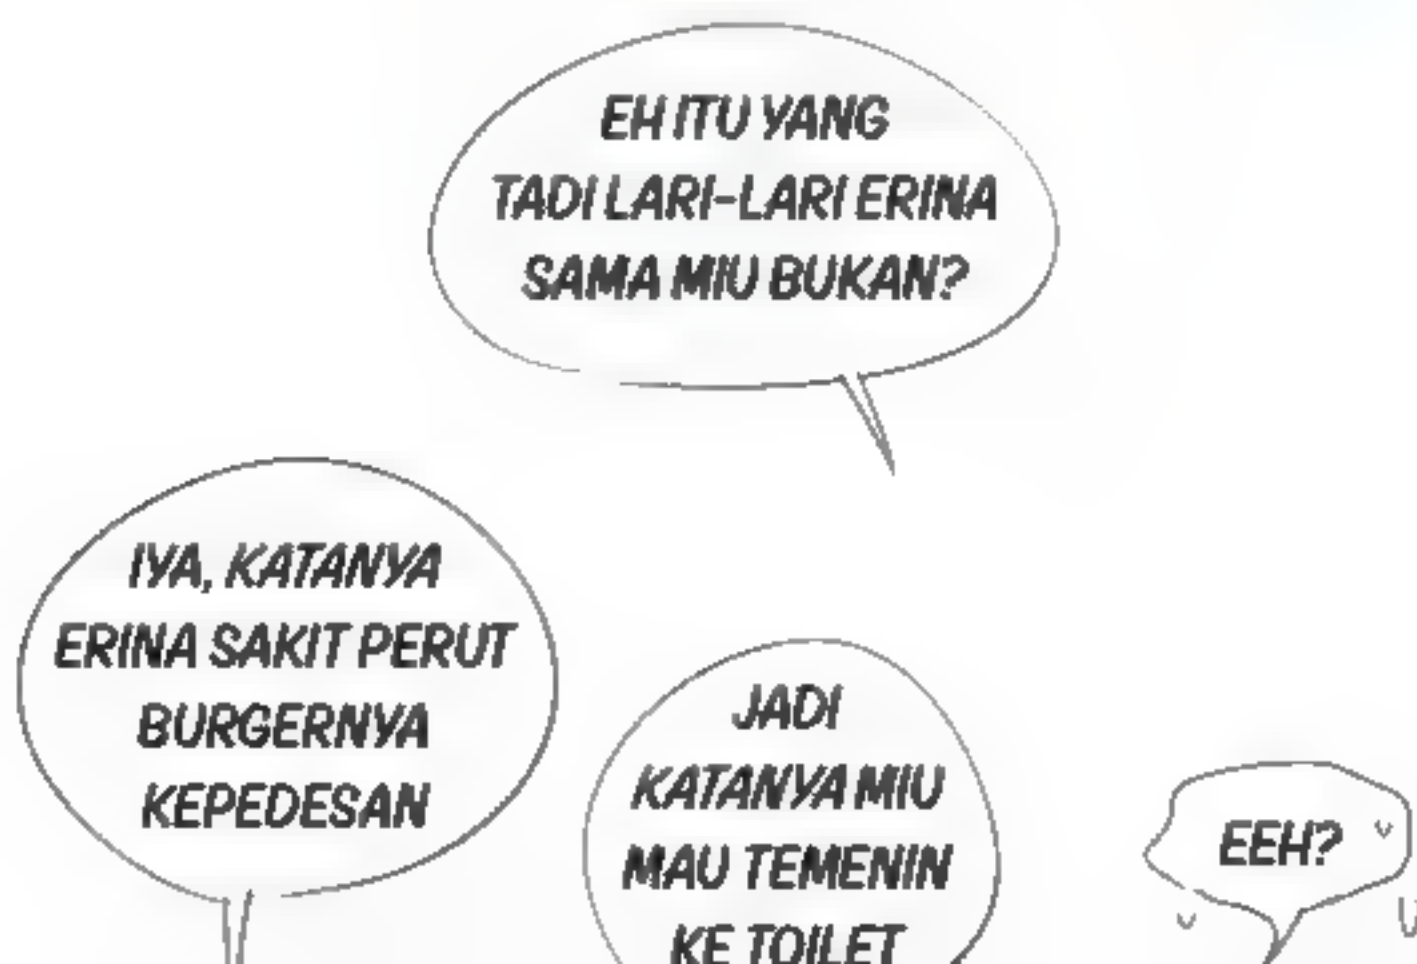 EH ITU YANG
TADI LARI-LARI ERINA
SAMA MIU BUKAN?
IYA, KATANYA
ERINA SAKIT PERUT
BURGERNYA
KEPEDESAN
JADI
KATANYA MIU
MAU TEMENIN
KE TOILET
EEH?